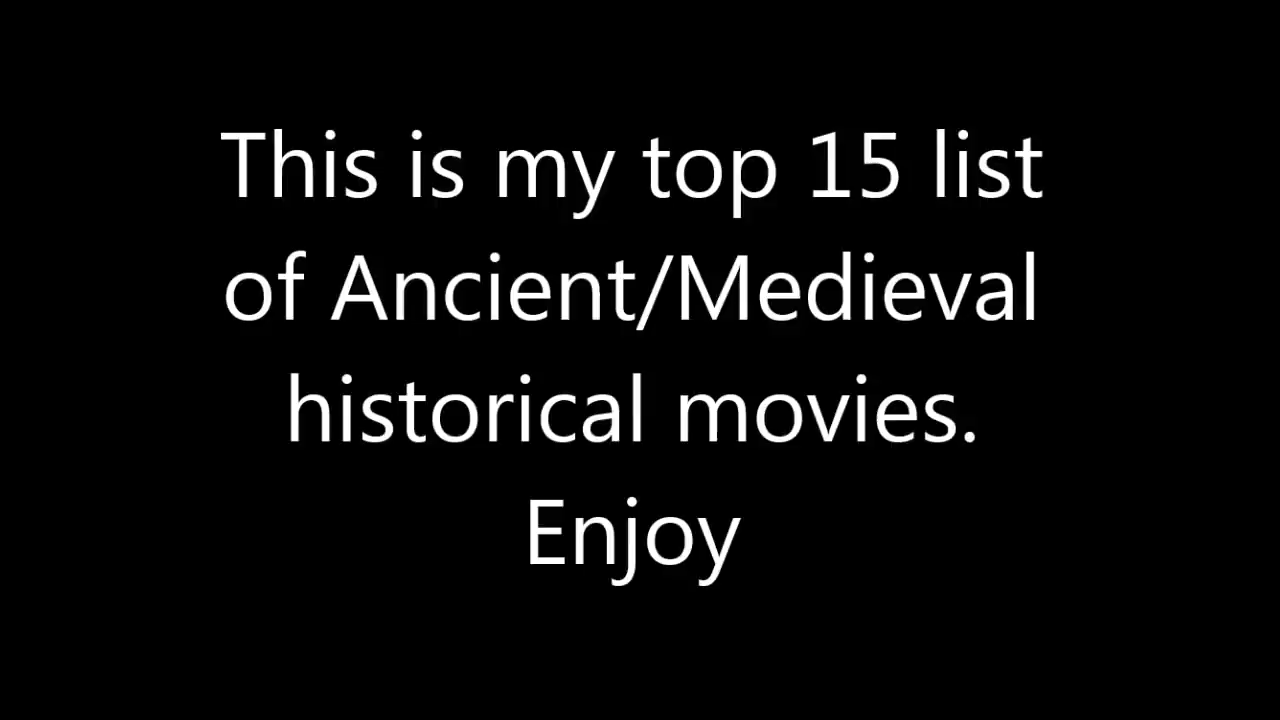 This is my top 15 list
of Ancient/Medieval
historical movies.
Enjoy